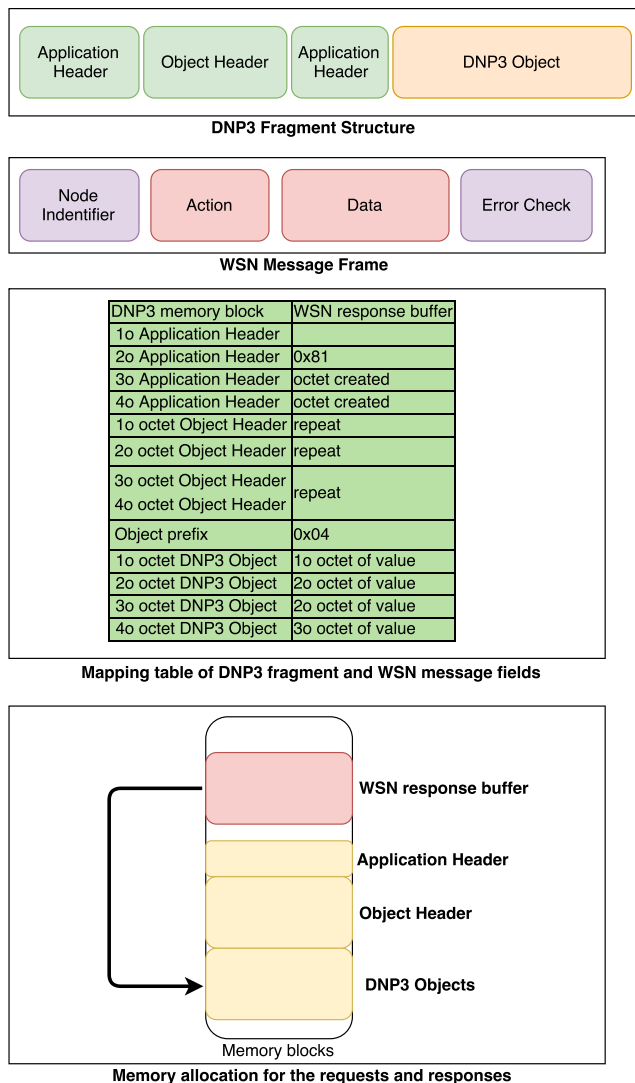 Application
Header
Object Header
Application
Header
DNP3 Object
DNP3 Fragment Structure
Node
Indentifier
Action
Data
Error Check
WSN Message Frame
DNP3 memory block WSN response buffer
1o Application Header
2o Application Header 0x81
3o Application Header octet created
4o Application Header octet created
1o octet Object Header repeat
2o octet Object Header repeat
3o octet Object Header
4o octet Object Header
repeat
Object prefix 0x04
1o octet DNP3 Object 1o octet of value
2o octet DNP3 Object 2o octet of value
3o octet DNP3 Object 2o octet of value
4o octet DNP3 Object 3o octet of value
Mapping table of DNP3 fragment and WSN message fields
WSN response buffer
Application Header
Object Header
DNP3 Objects
Memory blocks
Memory allocation for the requests and responses